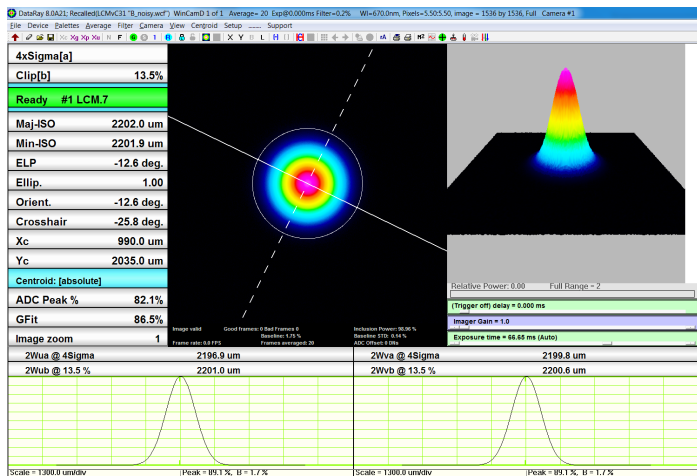 DataRay 8.0A21; Recalled(LCMvC31 "B_noisy.wcf") WinCamD 1 of 1 Average= 20 Exp@0.000ms Filter=0.2% Wl=670.0nm, Pixels=5.50:5.50, image = 1536 by 1536, Full Camera #1
File Palettes Averaging Filter Camera View Centroid Setup ..... Support
4xSigma[a]
Clip[b] 13.5%
Ready #1 LCM.7
Maj-ISO 2202.0 um
Min-ISO 2201.9 um
ELP -12.6 deg.
Ellip. 1.00
Orient. -12.6 deg.
Crosshair -25.8 deg.
Xc 990.0 um
Yc 2035.0 um
Centroid: [absolute]
ADC Peak % 82.1%
GFit 86.5%
Image zoom 1
Image valid Good frames: 0 Bad Frames 0 Inclusion Power: 98.96 %
Baseline: 1.75 % Baseline STD: 0.14 %
Frame rate: 0.0 FPS Frames averaged: 20 ADC Offset: 0 DNs
Relative Power: 0.00 Full Range = 2
(Trigger off) delay = 0.000 ms
Imager Gain = 1.0
Exposure time = 66.65 ms (Auto)
2Wua @ 4Sigma 2196.9 um 2Wva @ 4Sigma 2199.8 um
2Wub @ 13.5 % 2201.0 um 2Wvb @ 13.5 % 2200.6 um
Scale = 1300.0 um/div Peak = 89.1 %, B = 1.7 % Scale = 1300.0 um/div Peak = 89.1 %, B = 1.7 %